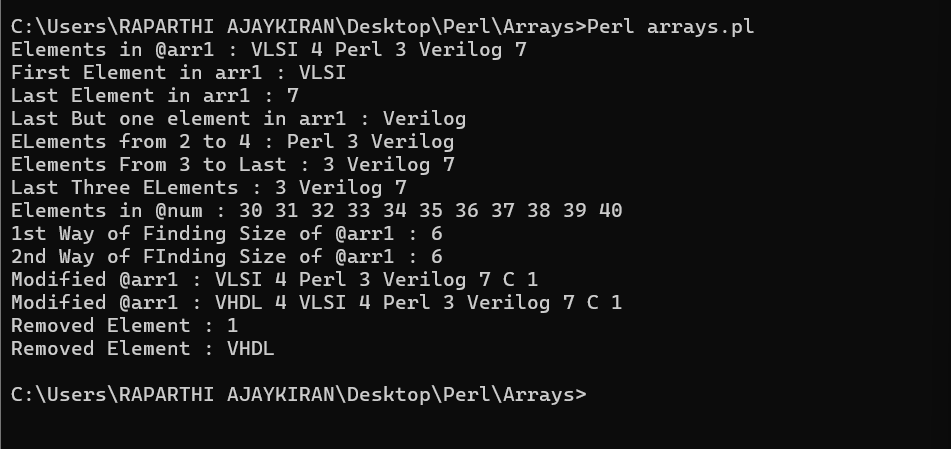 C:\Users\RAPARTHI AJAYKIRAN\Desktop\Perl\Arrays>Perl arrays.pl
Elements in @arr1 : VLSI 4 Perl 3 Verilog 7
First Element in arr1 : VLSI
Last Element in arr1 : 7
Last But one element in arr1 : Verilog
ELements from 2 to 4 : Perl 3 Verilog
Elements From 3 to Last : 3 Verilog 7
Last Three ELements : 3 Verilog 7
Elements in @num : 30 31 32 33 34 35 36 37 38 39 40
1st Way of Finding Size of @arr1 : 6
2nd Way of FInding Size of @arr1 : 6
Modified @arr1 : VLSI 4 Perl 3 Verilog 7 C 1
Modified @arr1 : VHDL 4 VLSI 4 Perl 3 Verilog 7 C 1
Removed Element : 1
Removed Element : VHDL
C:\Users\RAPARTHI AJAYKIRAN\Desktop\Perl\Arrays>